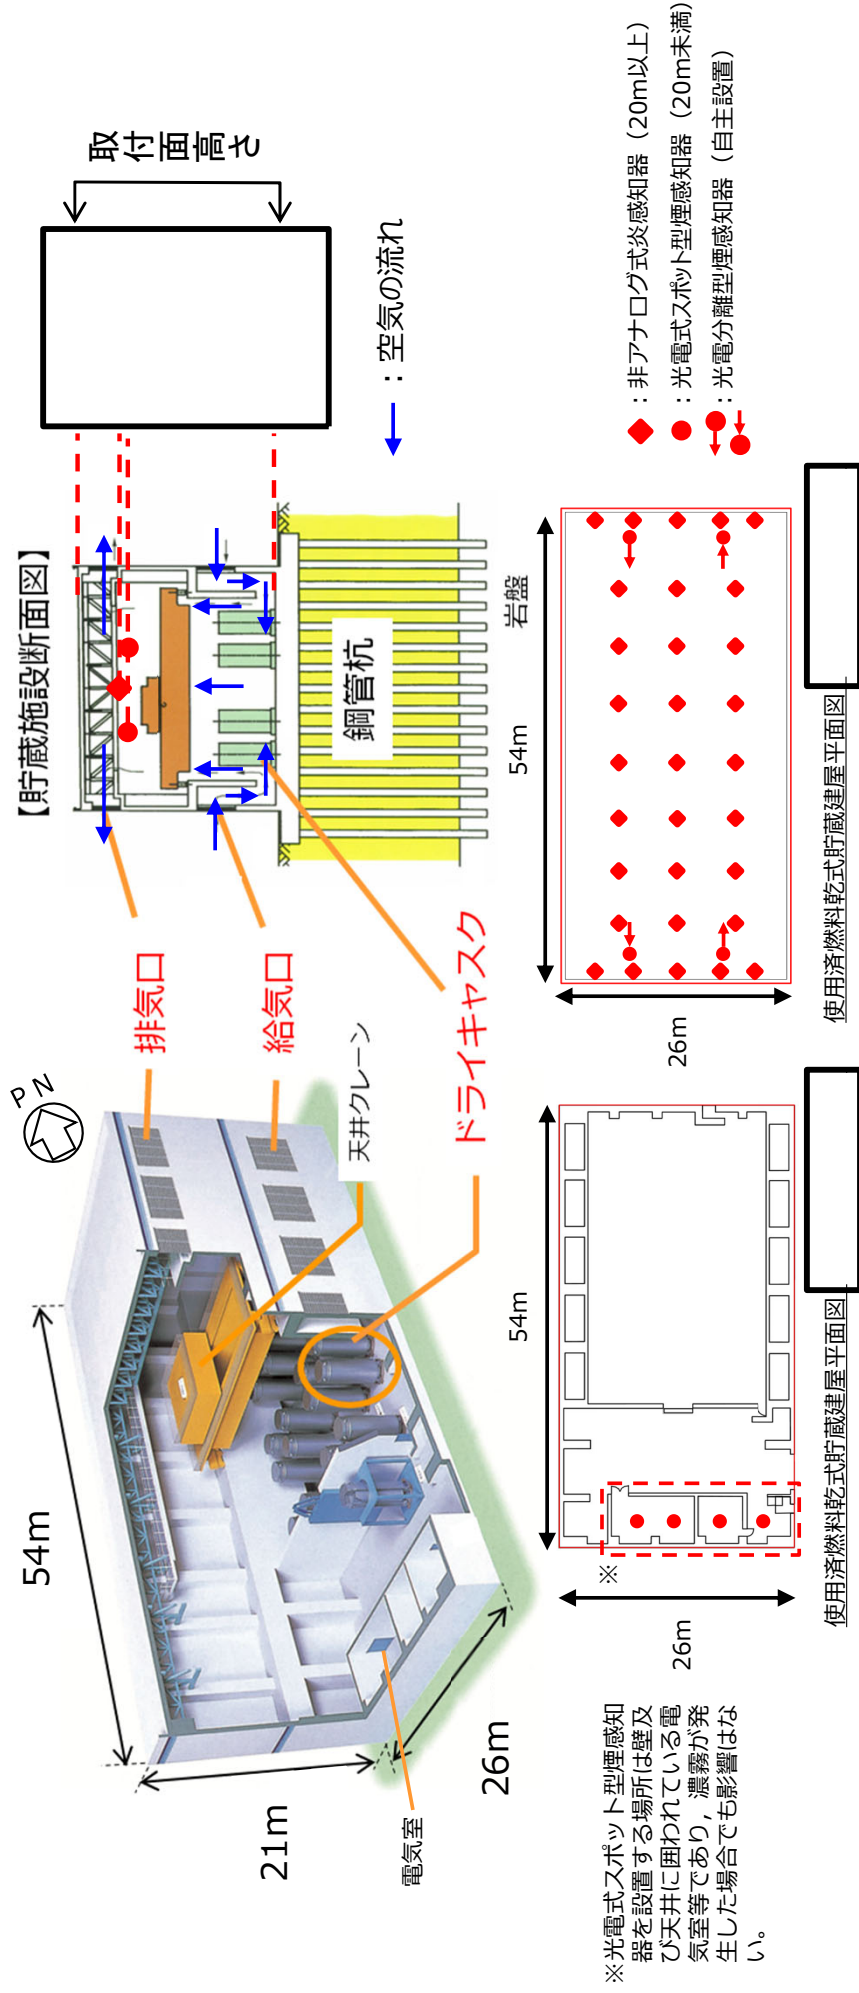 PN
54m
21m
26m
電気室
排気口
給気口
天井クレーン
ドライキャスク
【貯蔵施設断面図】
取付面高さ
：空気の流れ
鋼管杭
岩盤
※光電式スポット型煙感知
器を設置する場所は壁及
び天井に囲われている電
気室等であり，濃霧が発
生した場合でも影響はな
い。
※
54m
26m
使用済燃料乾式貯蔵建屋平面図
54m
26m
使用済燃料乾式貯蔵建屋平面図
：非アナログ式炎感知器（20m以上）
：光電式スポット型煙感知器（20m未満）
：光電分離型煙感知器（自主設置）